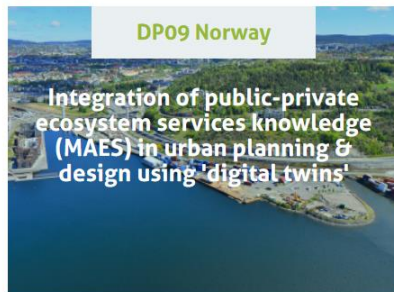 DP09 Norway
Integration of public-private
ecosystem services knowledge
(MAES) in urban planning &
design using 'digital twins'